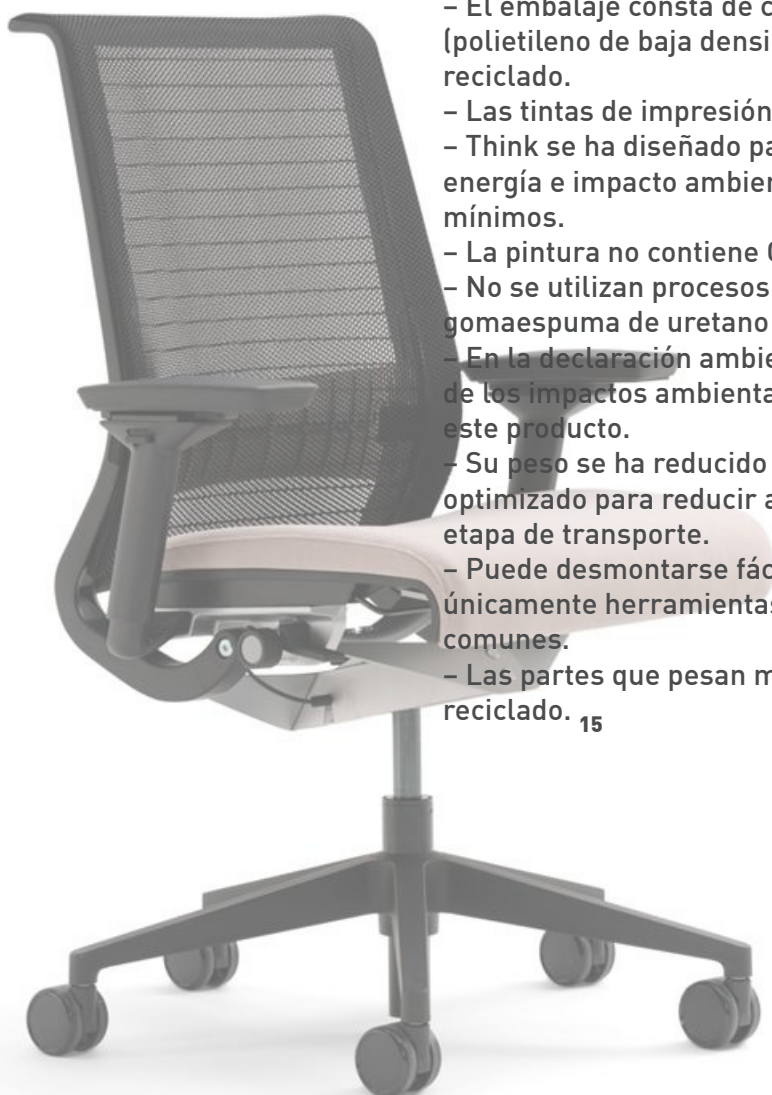 – El embalaje consta de c
(polietileno de baja densi
reciclado.
– Las tintas de impresión
– Think se ha diseñado pa
energía e impacto ambien
mínimos.
– La pintura no contiene
– No se utilizan procesos
gomaespuma de uretano
– En la declaración ambie
de los impactos ambienta
este producto.
– Su peso se ha reducido
optimizado para reducir a
etapa de transporte.
– Puede desmontarse fác
únicamente herramientas
comunes.
– Las partes que pesan m
reciclado. 15